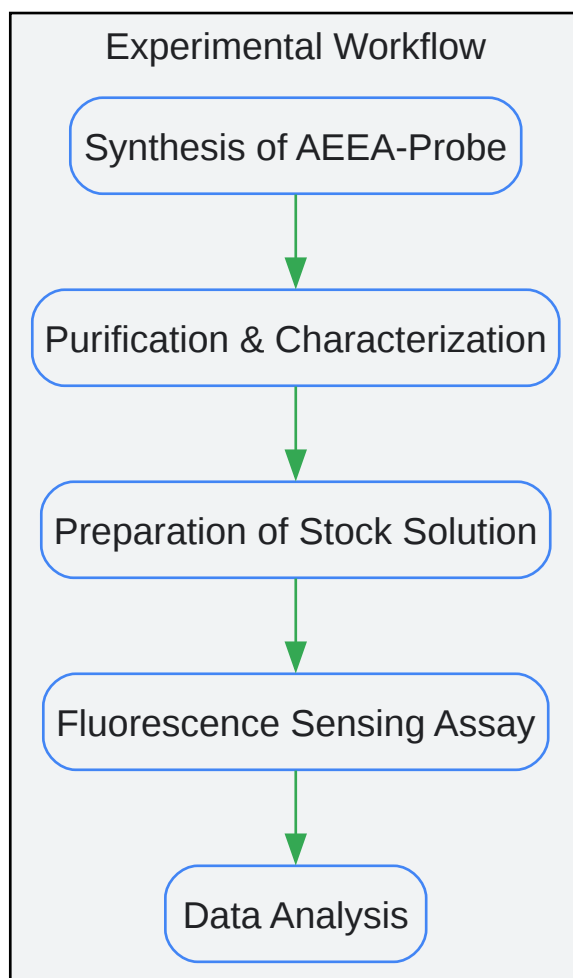 Experimental Workflow
Synthesis of AEEA-Probe
Purification & Characterization
Preparation of Stock Solution
Fluorescence Sensing Assay
Data Analysis